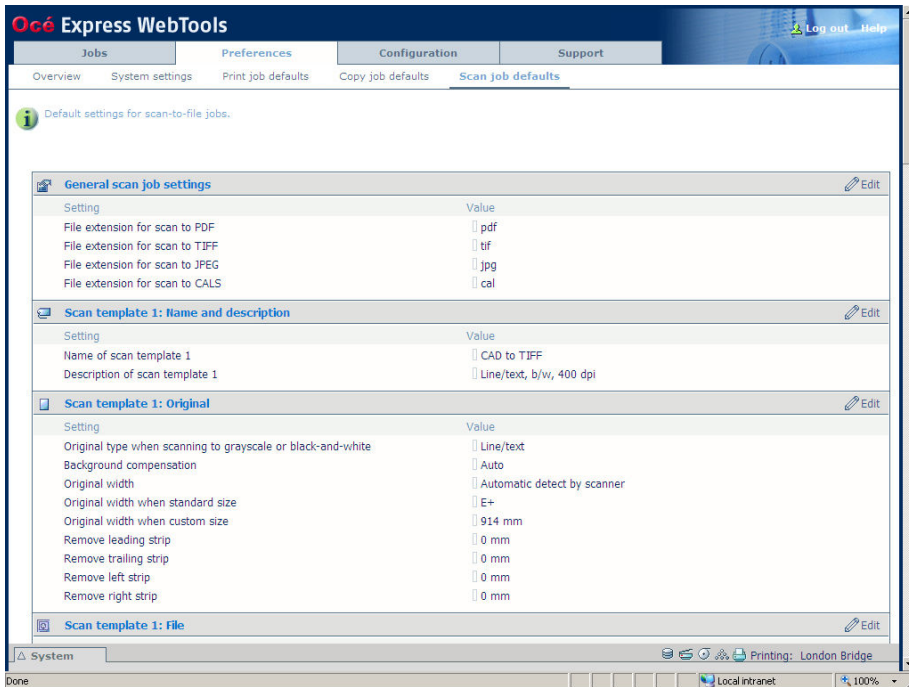 Océ Express WebTools
Log out Help
Jobs Preferences Configuration Support
Overview System settings Print job defaults Copy job defaults Scan job defaults
Default settings for scan-to-file jobs.
General scan job settings Edit
Setting Value
File extension for scan to PDF pdf
File extension for scan to TIFF tif
File extension for scan to JPEG jpg
File extension for scan to CALS cal
Scan template 1: Name and description Edit
Setting Value
Name of scan template 1 CAD to TIFF
Description of scan template 1 Line/text, b/w, 400 dpi
Scan template 1: Original Edit
Setting Value
Original type when scanning to grayscale or black-and-white Line/text
Background compensation Auto
Original width Automatic detect by scanner
Original width when standard size E+
Original width when custom size 914 mm
Remove leading strip 0 mm
Remove trailing strip 0 mm
Remove left strip 0 mm
Remove right strip 0 mm
Scan template 1: File Edit
System Printing: London Bridge
Done Local intranet 100%